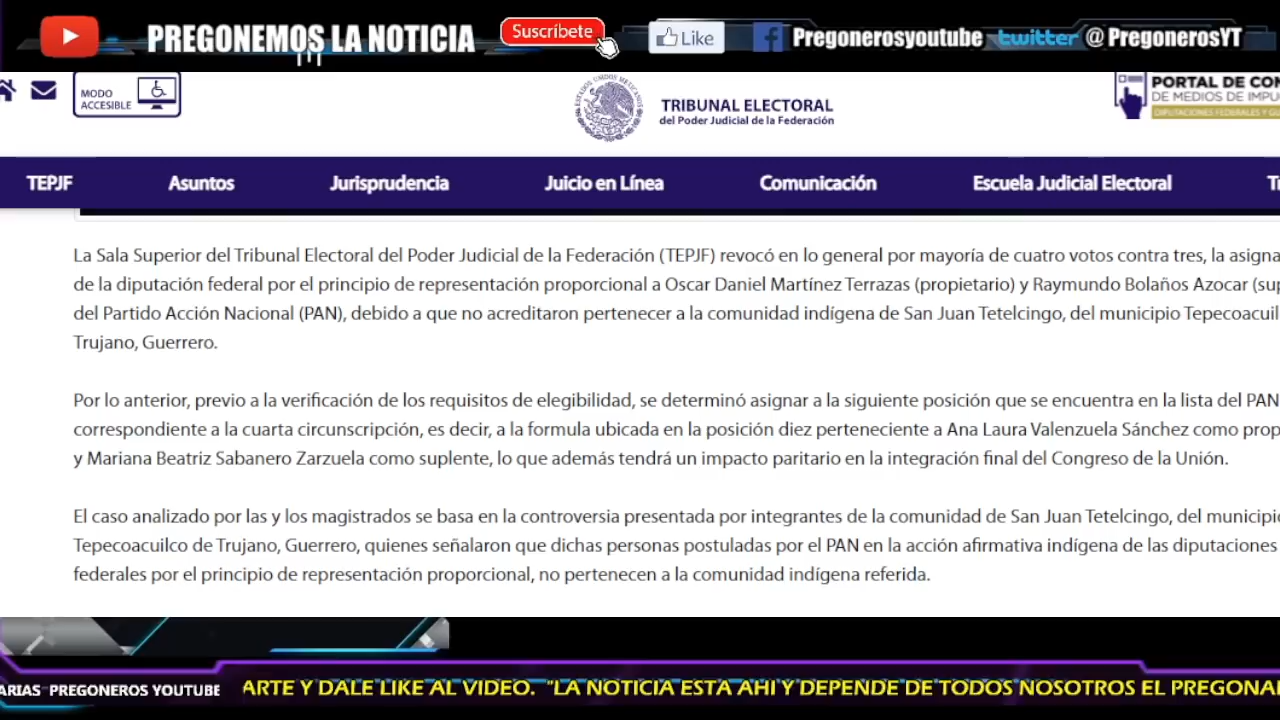 PREGONEMOS LA NOTICIA
Suscríbete
Like
Pregonerosyoutube
twitter @PregonerosYT
MODO
ACCESIBLE
ESTADOS UNIDOS MEXICANOS
TRIBUNAL ELECTORAL
del Poder Judicial de la Federación
PORTAL DE CON
DE MEDIOS DE IMPU
DIPUTACIONES FEDERALES Y GU
TEPJF Asuntos Jurisprudencia Juicio en Línea Comunicación Escuela Judicial Electoral
La Sala Superior del Tribunal Electoral del Poder Judicial de la Federación (TEPJF) revocó en lo general por mayoría de cuatro votos contra tres, la asigna
de la diputación federal por el principio de representación proporcional a Oscar Daniel Martínez Terrazas (propietario) y Raymundo Bolaños Azocar (sup
del Partido Acción Nacional (PAN), debido a que no acreditaron pertenecer a la comunidad indígena de San Juan Tetelcingo, del municipio Tepecoacuil
Trujano, Guerrero.
Por lo anterior, previo a la verificación de los requisitos de elegibilidad, se determinó asignar a la siguiente posición que se encuentra en la lista del PAN
correspondiente a la cuarta circunscripción, es decir, a la formula ubicada en la posición diez perteneciente a Ana Laura Valenzuela Sánchez como prop
y Mariana Beatriz Sabanero Zarzuela como suplente, lo que además tendrá un impacto paritario en la integración final del Congreso de la Unión.
El caso analizado por las y los magistrados se basa en la controversia presentada por integrantes de la comunidad de San Juan Tetelcingo, del municipio
Tepecoacuilco de Trujano, Guerrero, quienes señalaron que dichas personas postuladas por el PAN en la acción afirmativa indígena de las diputaciones
federales por el principio de representación proporcional, no pertenecen a la comunidad indígena referida.
ARIAS PREGONEROS YOUTUBE
ARTE Y DALE LIKE AL VIDEO. "LA NOTICIA ESTA AHI Y DEPENDE DE TODOS NOSOTROS EL PREGONA